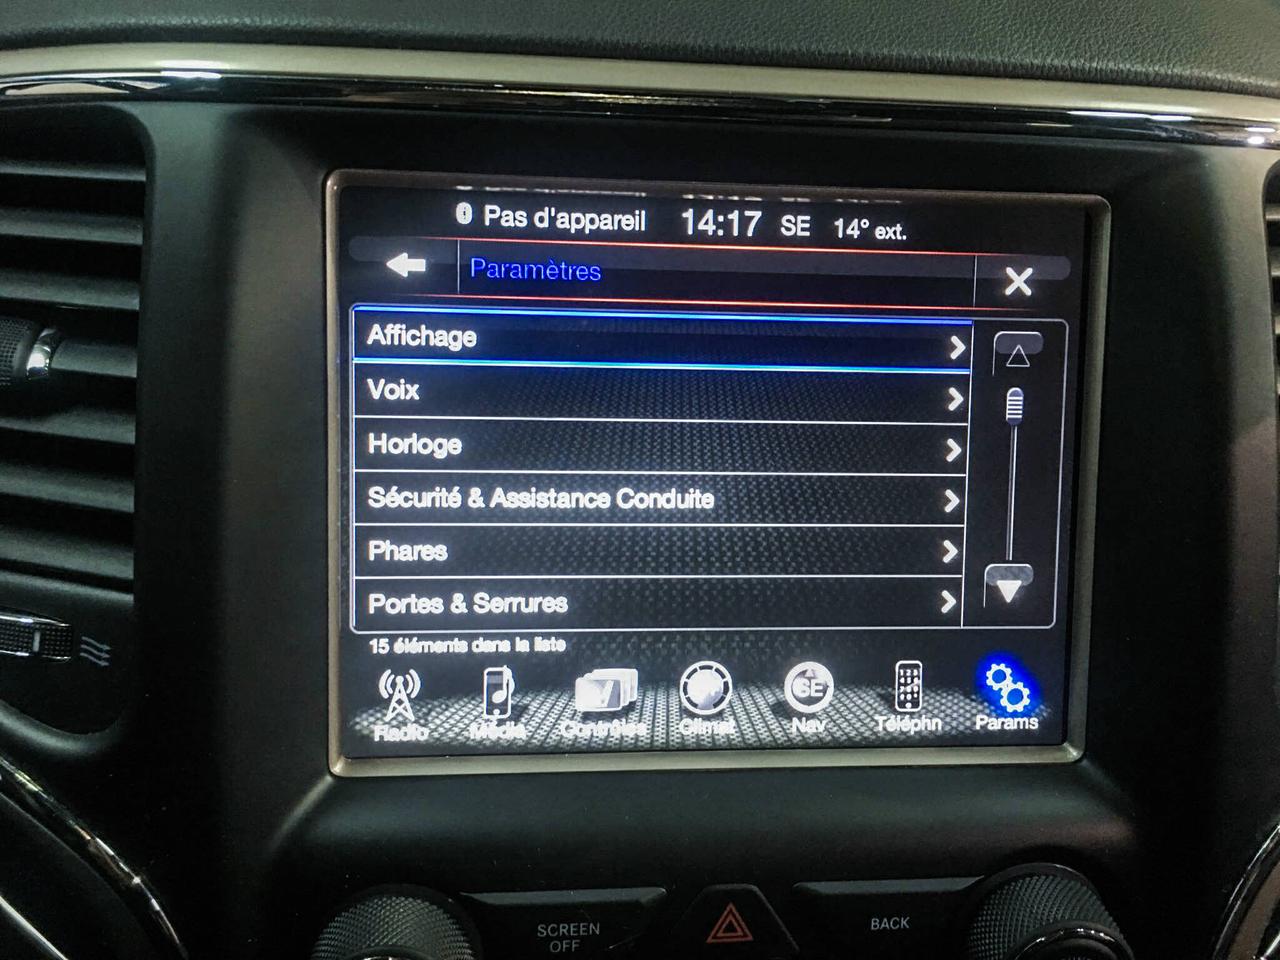 Pas d'appareil 14:17 SE 14° ext.
Paramètres
Affichage
Voix
Horloge
Sécurité & Assistance Conduite
Phares
Portes & Serrures
15 éléments dans la liste
SE
Radio Média Contrôles Climat Nav Téléphn Params
SCREEN OFF
BACK